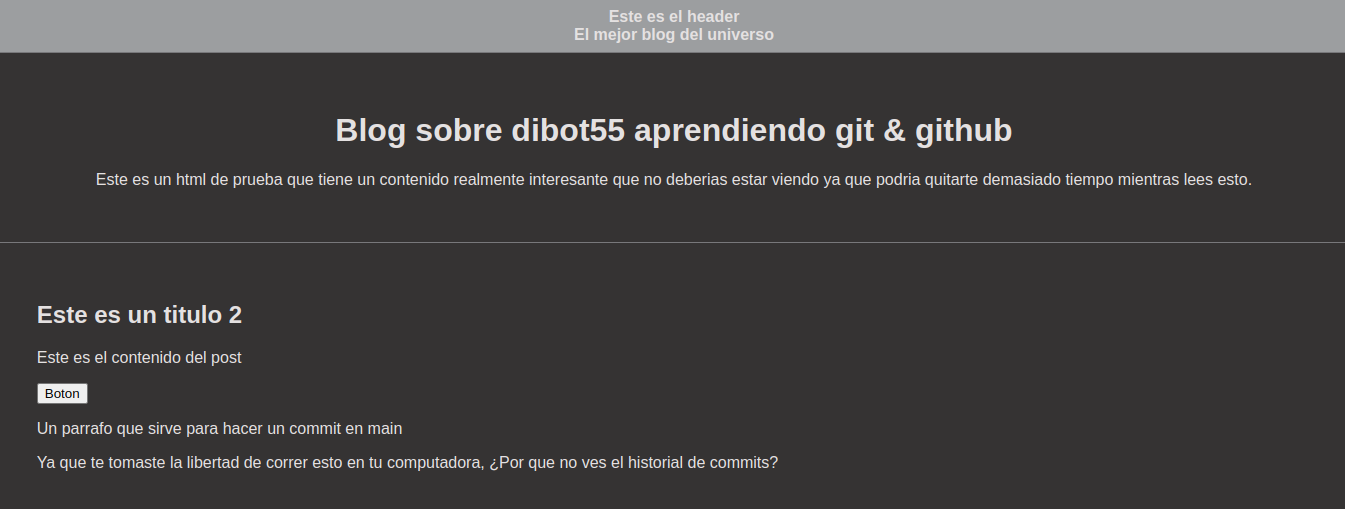 Este es el header
El mejor blog del universo
Blog sobre dibot55 aprendiendo git & github
Este es un html de prueba que tiene un contenido realmente interesante que no deberias estar viendo ya que podria quitarte demasiado tiempo mientras lees esto.
Este es un titulo 2
Este es el contenido del post
Boton
Un parrafo que sirve para hacer un commit en main
Ya que te tomaste la libertad de correr esto en tu computadora, ¿Por que no ves el historial de commits?